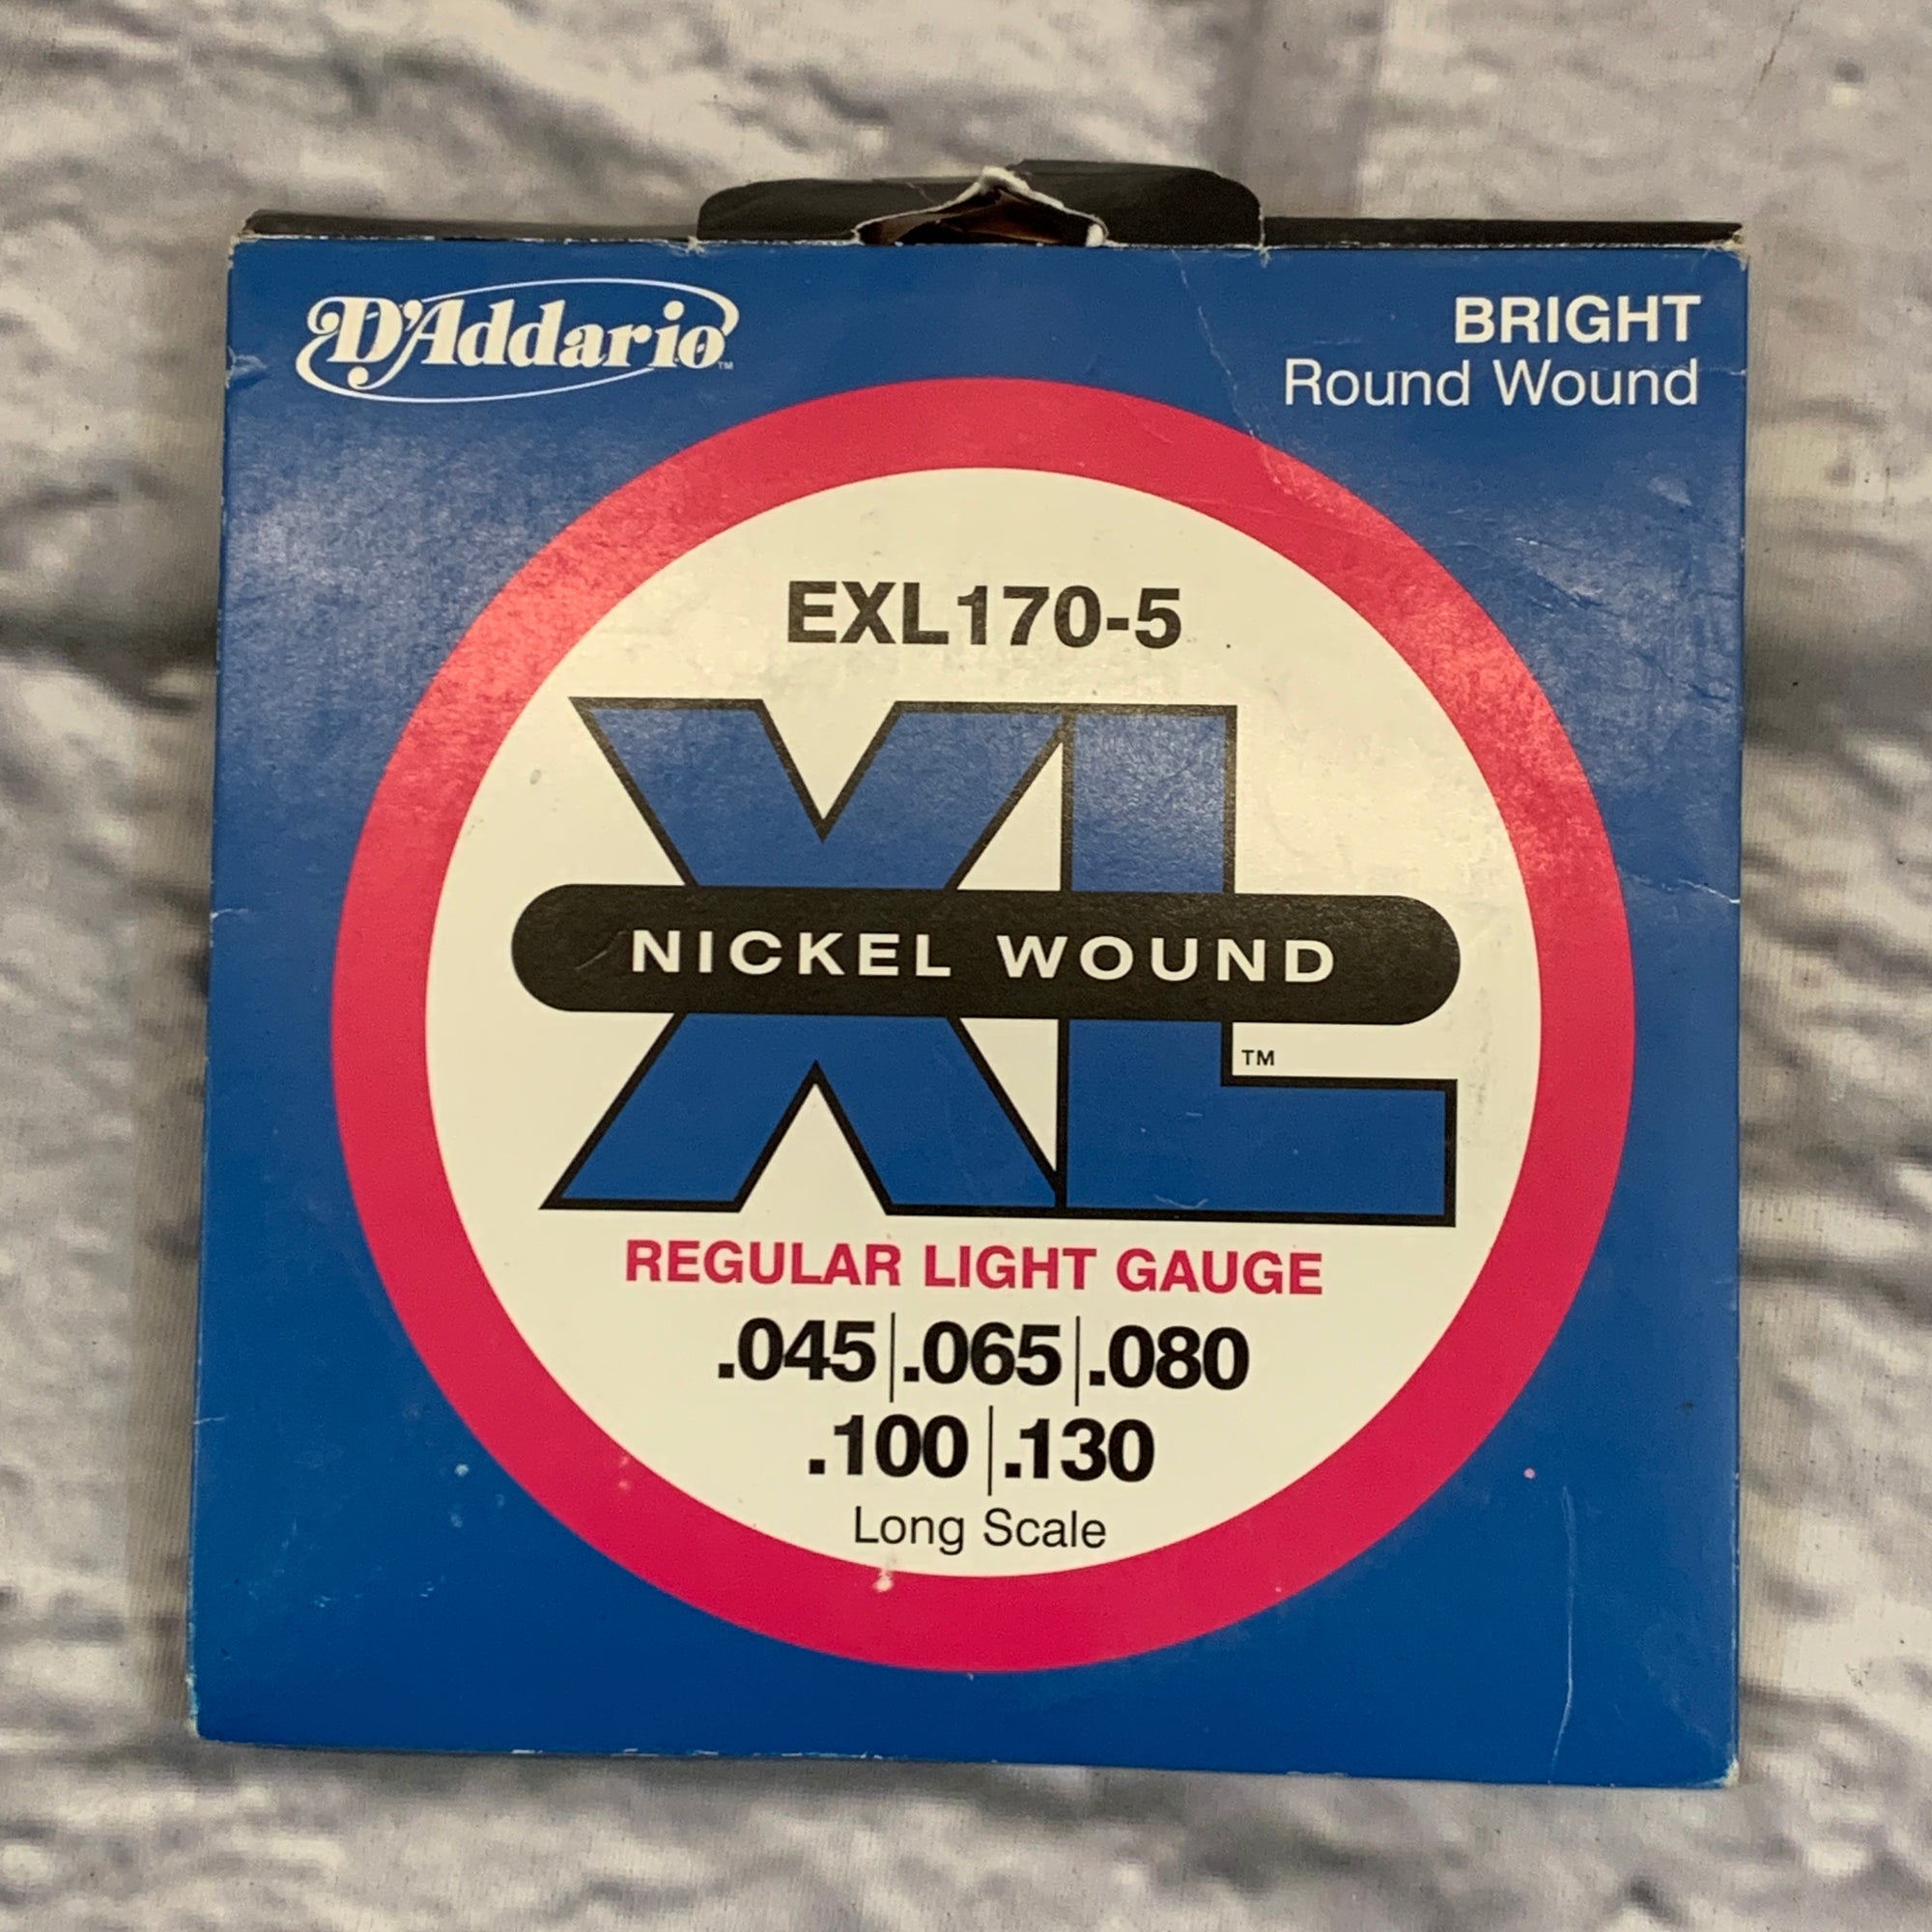 D'Addario™
BRIGHT
Round Wound
EXL170-5
XL
NICKEL WOUND
™
REGULAR LIGHT GAUGE
.045|.065|.080
.100|.130
Long Scale